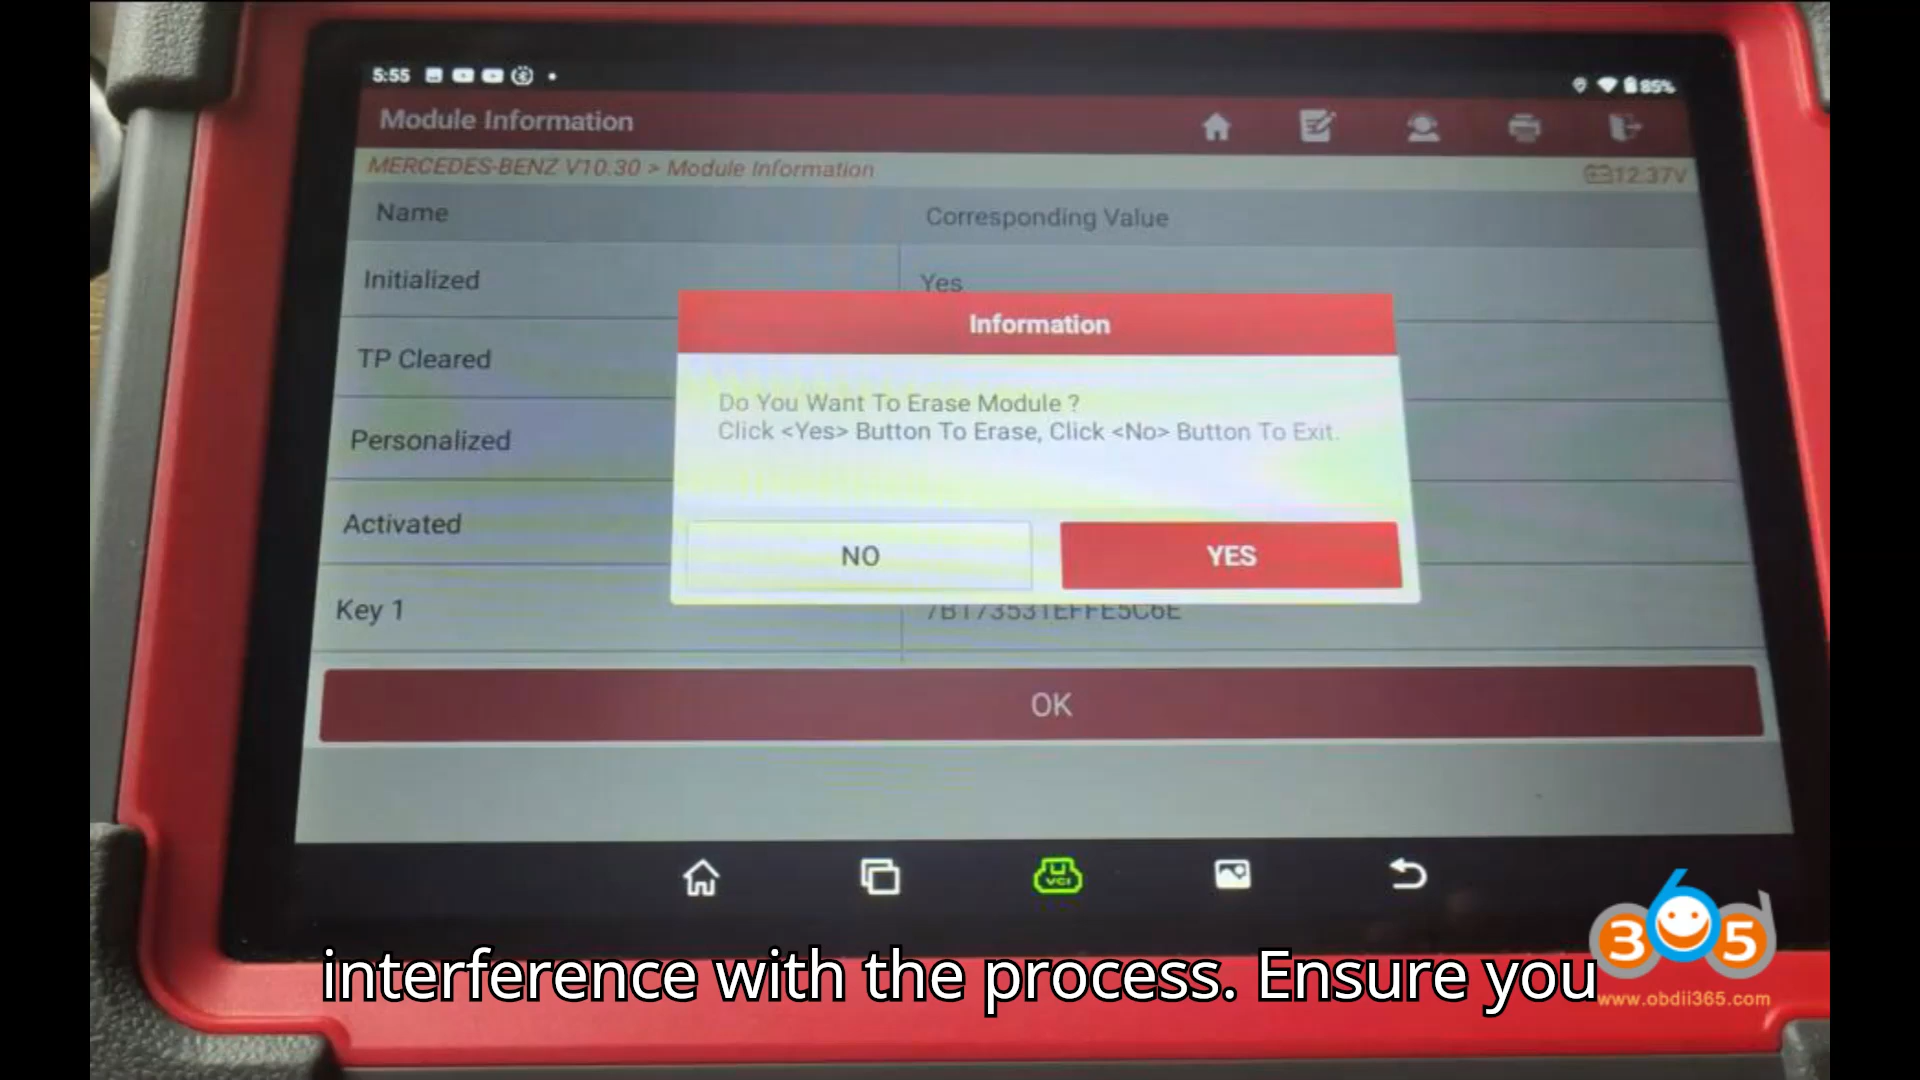 5:55
85%
Module Information
MERCEDES-BENZ V10.30 > Module Information
12.37V
Name
Corresponding Value
Initialized
Yes
Information
TP Cleared
Do You Want To Erase Module ?
Click <Yes> Button To Erase, Click <No> Button To Exit.
Personalized
Activated
NO
YES
Key 1
7B173531EFFE5C6E
OK
VCI
365
interference with the process. Ensure you
www.obdii365.com